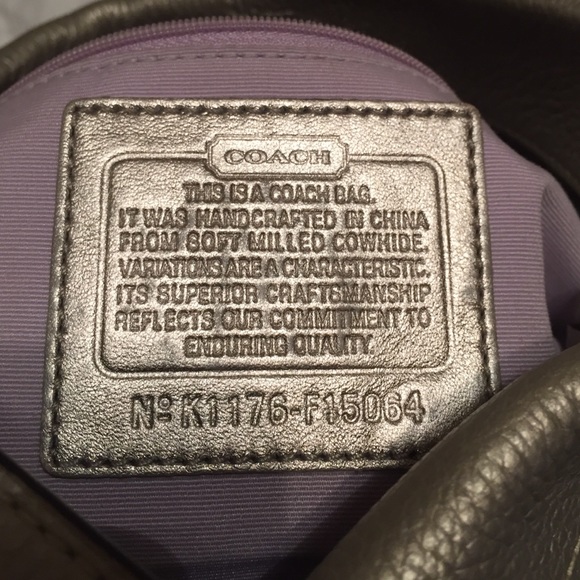 COACH
THIS IS A COACH BAG.
IT WAS HANDCRAFTED IN CHINA
FROM SOFT MILLED COWHIDE.
VARIATIONS ARE A CHARACTERISTIC.
ITS SUPERIOR CRAFTSMANSHIP
REFLECTS OUR COMMITMENT TO
ENDURING QUALITY.
Nº K1176-F15064